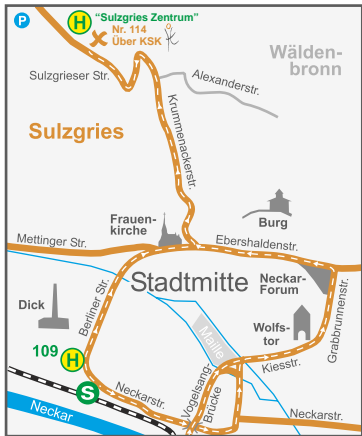 P
H
"Sulzgries Zentrum"
Nr. 114
Über KSK
Sulzgrieser Str.
Wälden-
bronn
Alexanderstr.
Sulzgries
Krummenackerstr.
Frauen-
kirche
Burg
Mettinger Str.
Ebershaldenstr.
Stadtmitte
Neckar-
Forum
Dick
Berliner Str.
Maille
Wolfs-
tor
Grabbrunnenstr.
109
H
Kiesstr.
S
Neckarstr.
Vogelsang-
Brücke
Neckarstr.
Neckar